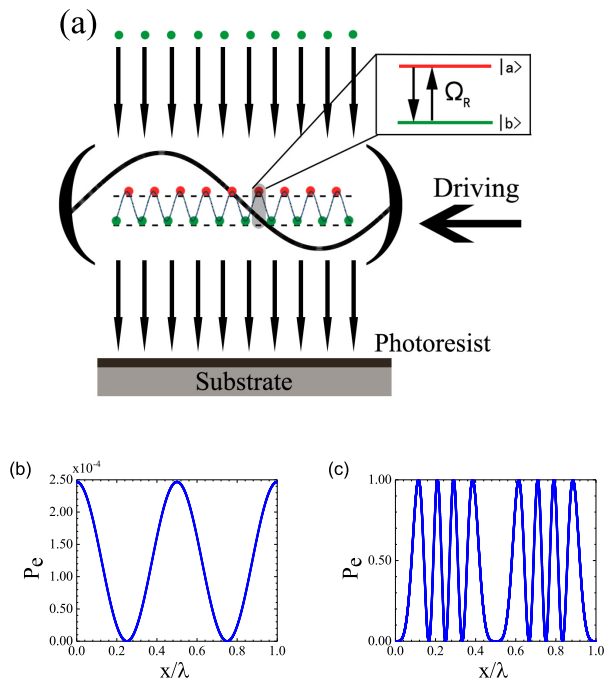 (a)
|a>
Ω_R
|b>
Driving
Photoresist
Substrate
(b)
x10⁻⁴
2.50
2.00
1.50
1.00
0.50
0.00
Pe
0.0 0.2 0.4 0.6 0.8 1.0
x/λ
(c)
1.00
0.50
0.00
Pe
0.0 0.2 0.4 0.6 0.8 1.0
x/λ